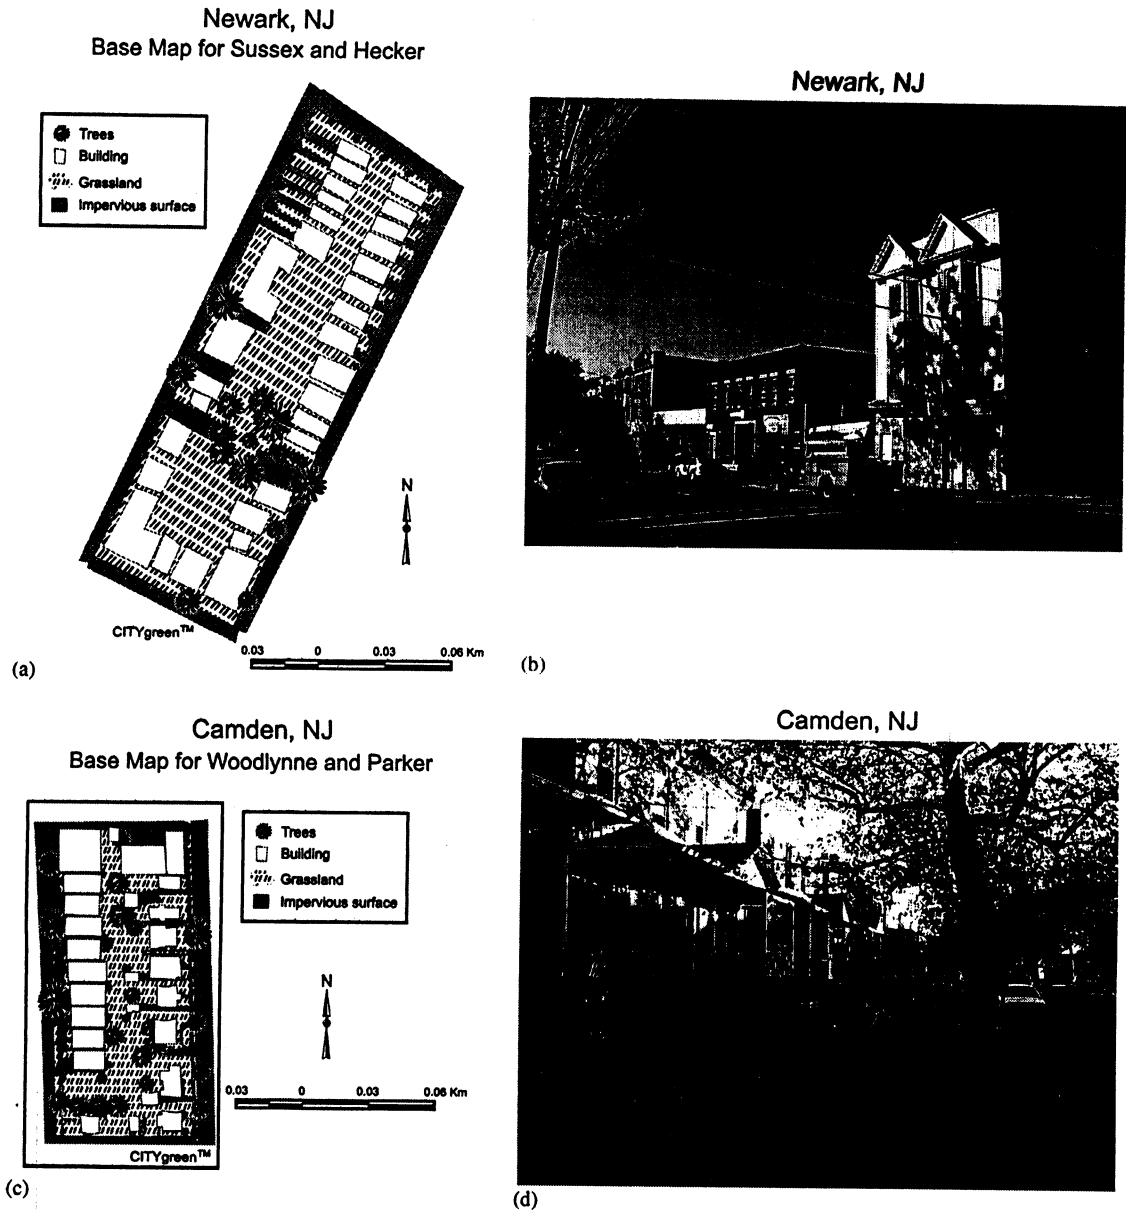 Newark, NJ
Base Map for Sussex and Hecker
Trees
Building
Grassland
Impervious surface
N
CITYgreen™
0.03 0 0.03 0.06 Km
(a)
Newark, NJ
(b)
Camden, NJ
Base Map for Woodlynne and Parker
Trees
Building
Grassland
Impervious surface
N
0.03 0 0.03 0.06 Km
CITYgreen™
(c)
Camden, NJ
(d)